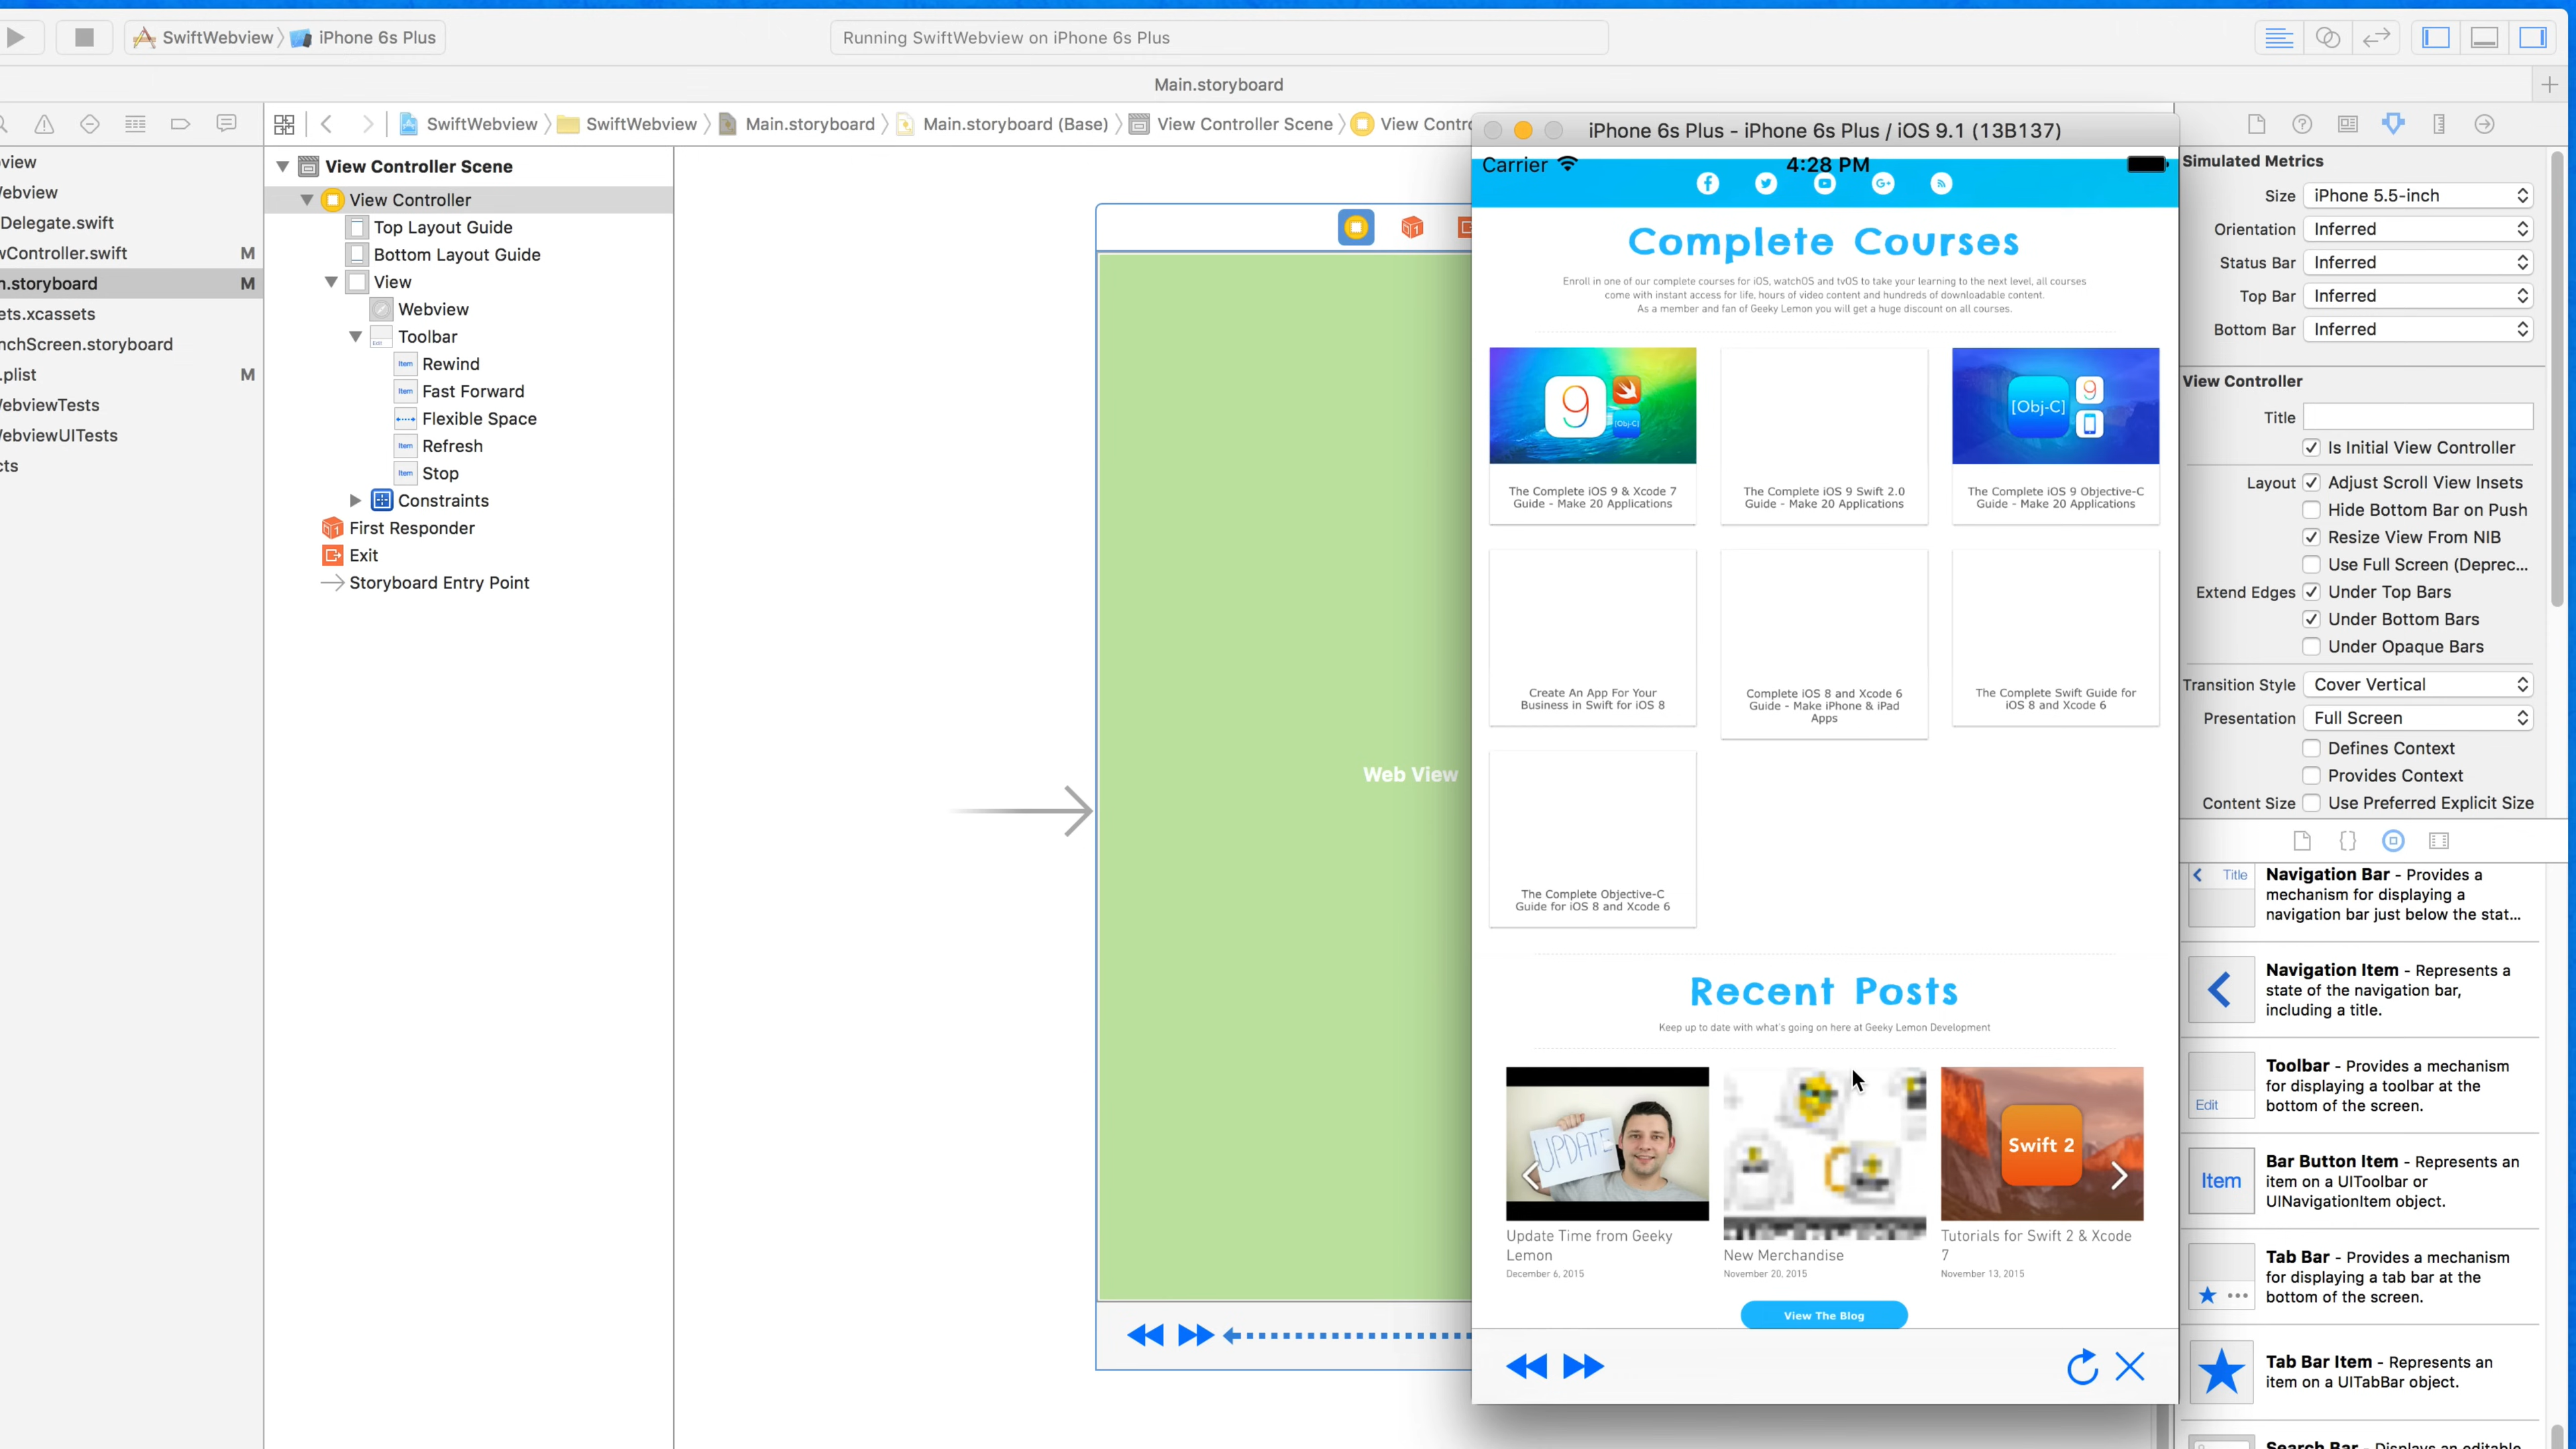 SwiftWebview
iPhone 6s Plus
Running SwiftWebview on iPhone 6s Plus
Main.storyboard
SwiftWebview
SwiftWebview
Main.storyboard
Main.storyboard (Base)
View Controller Scene
View Contro
view
Webview
Delegate.swift
wController.swift
M
n.storyboard
M
ets.xcassets
nchScreen.storyboard
.plist
M
WebviewTests
WebviewUITests
cts
View Controller Scene
View Controller
Top Layout Guide
Bottom Layout Guide
View
Webview
Toolbar
Rewind
Fast Forward
Flexible Space
Refresh
Stop
Constraints
First Responder
Exit
Storyboard Entry Point
Web View
iPhone 6s Plus - iPhone 6s Plus / iOS 9.1 (13B137)
Carrier
4:28 PM
Complete Courses
Enroll in one of our complete courses for iOS, watchOS and tvOS to take your learning to the next level, all courses
come with instant access for life, hours of video content and hundreds of downloadable content.
As a member and fan of Geeky Lemon you will get a huge discount on all courses.
9
[Obj-C]
[Obj-C]
9
The Complete iOS 9 & Xcode 7
Guide - Make 20 Applications
The Complete iOS 9 Swift 2.0
Guide - Make 20 Applications
The Complete iOS 9 Objective-C
Guide - Make 20 Applications
Create An App For Your
Business in Swift for iOS 8
Complete iOS 8 and Xcode 6
Guide - Make iPhone & iPad
Apps
The Complete Swift Guide for
iOS 8 and Xcode 6
The Complete Objective-C
Guide for iOS 8 and Xcode 6
Recent Posts
Keep up to date with what's going on here at Geeky Lemon Development
UPDATE
Swift 2
Update Time from Geeky
Lemon
December 6, 2015
New Merchandise
November 20, 2015
Tutorials for Swift 2 & Xcode
7
November 13, 2015
View The Blog
Simulated Metrics
Size
iPhone 5.5-inch
Orientation
Inferred
Status Bar
Inferred
Top Bar
Inferred
Bottom Bar
Inferred
View Controller
Title
Is Initial View Controller
Layout
Adjust Scroll View Insets
Hide Bottom Bar on Push
Resize View From NIB
Use Full Screen (Deprec...
Extend Edges
Under Top Bars
Under Bottom Bars
Under Opaque Bars
Transition Style
Cover Vertical
Presentation
Full Screen
Defines Context
Provides Context
Content Size
Use Preferred Explicit Size
Title
Navigation Bar - Provides a
mechanism for displaying a
navigation bar just below the stat...
Navigation Item - Represents a
state of the navigation bar,
including a title.
Edit
Toolbar - Provides a mechanism
for displaying a toolbar at the
bottom of the screen.
Item
Bar Button Item - Represents an
item on a UIToolbar or
UINavigationItem object.
Tab Bar - Provides a mechanism
for displaying a tab bar at the
bottom of the screen.
Tab Bar Item - Represents an
item on a UITabBar object.
Search Bar - Displays an editable